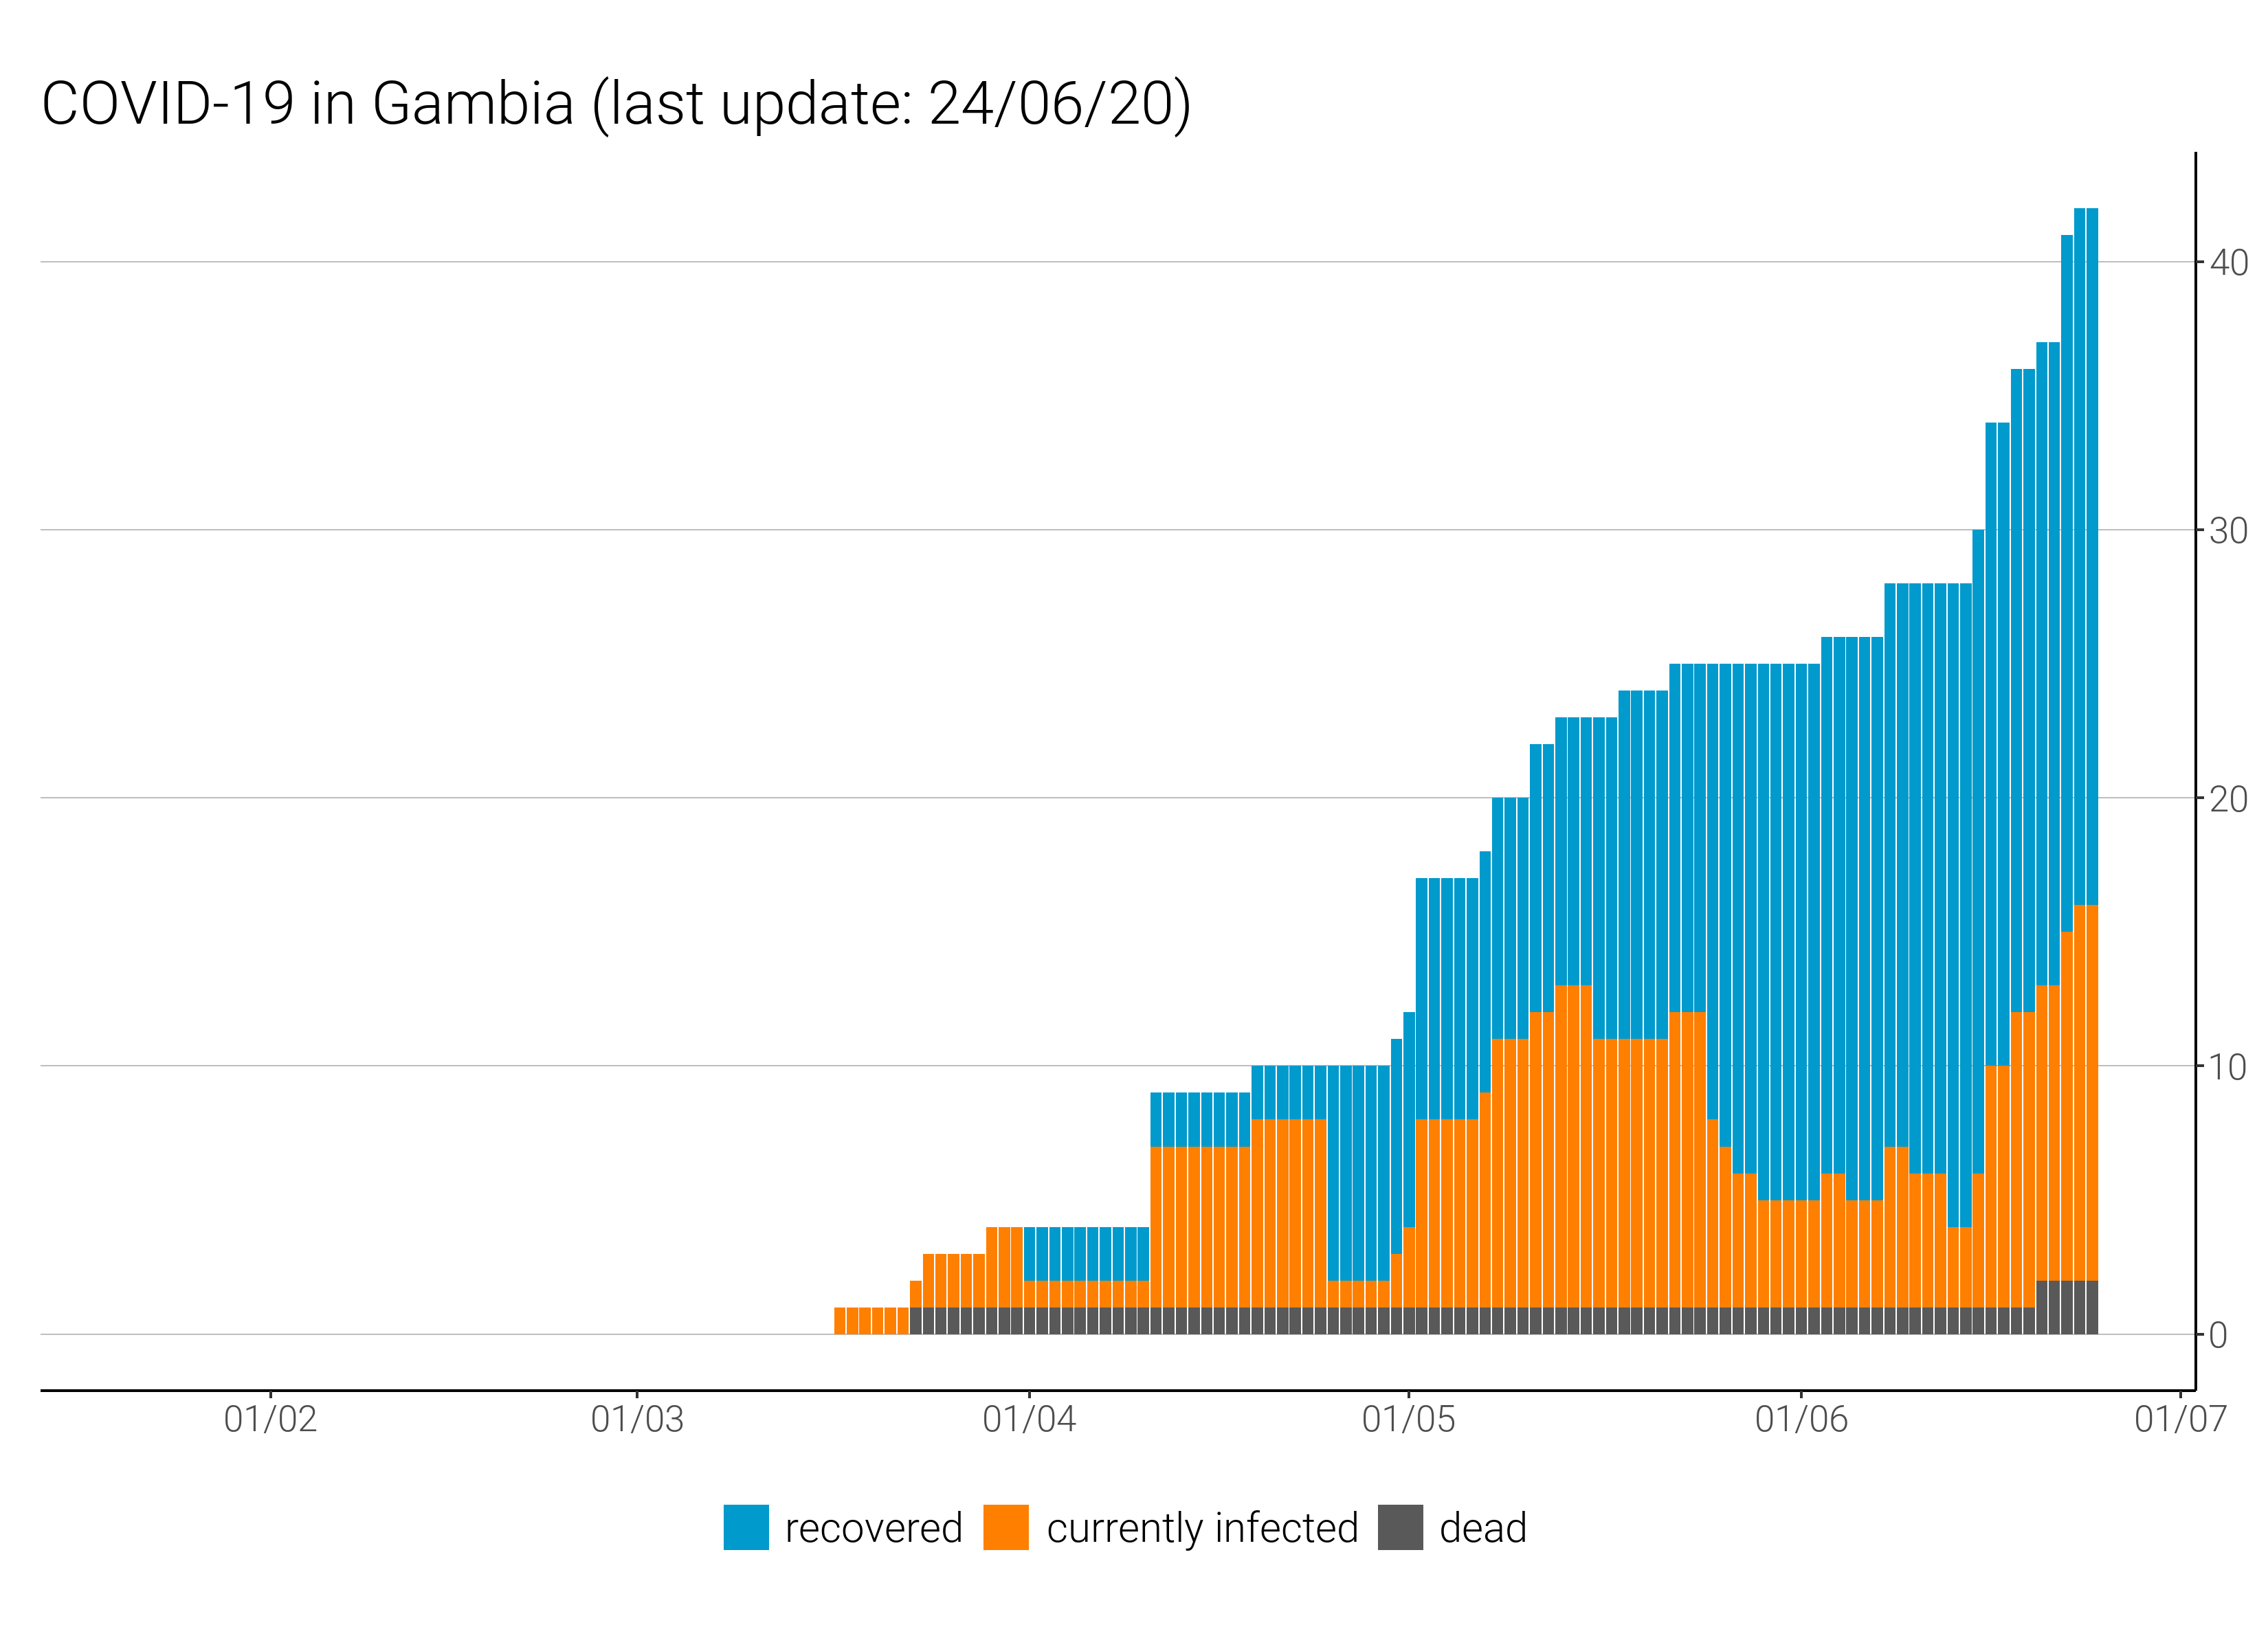 COVID-19 in Gambia (last update: 24/06/20)
40
30
20
10
0
01/02 01/03 01/04 01/05 01/06 01/07
recovered currently infected dead